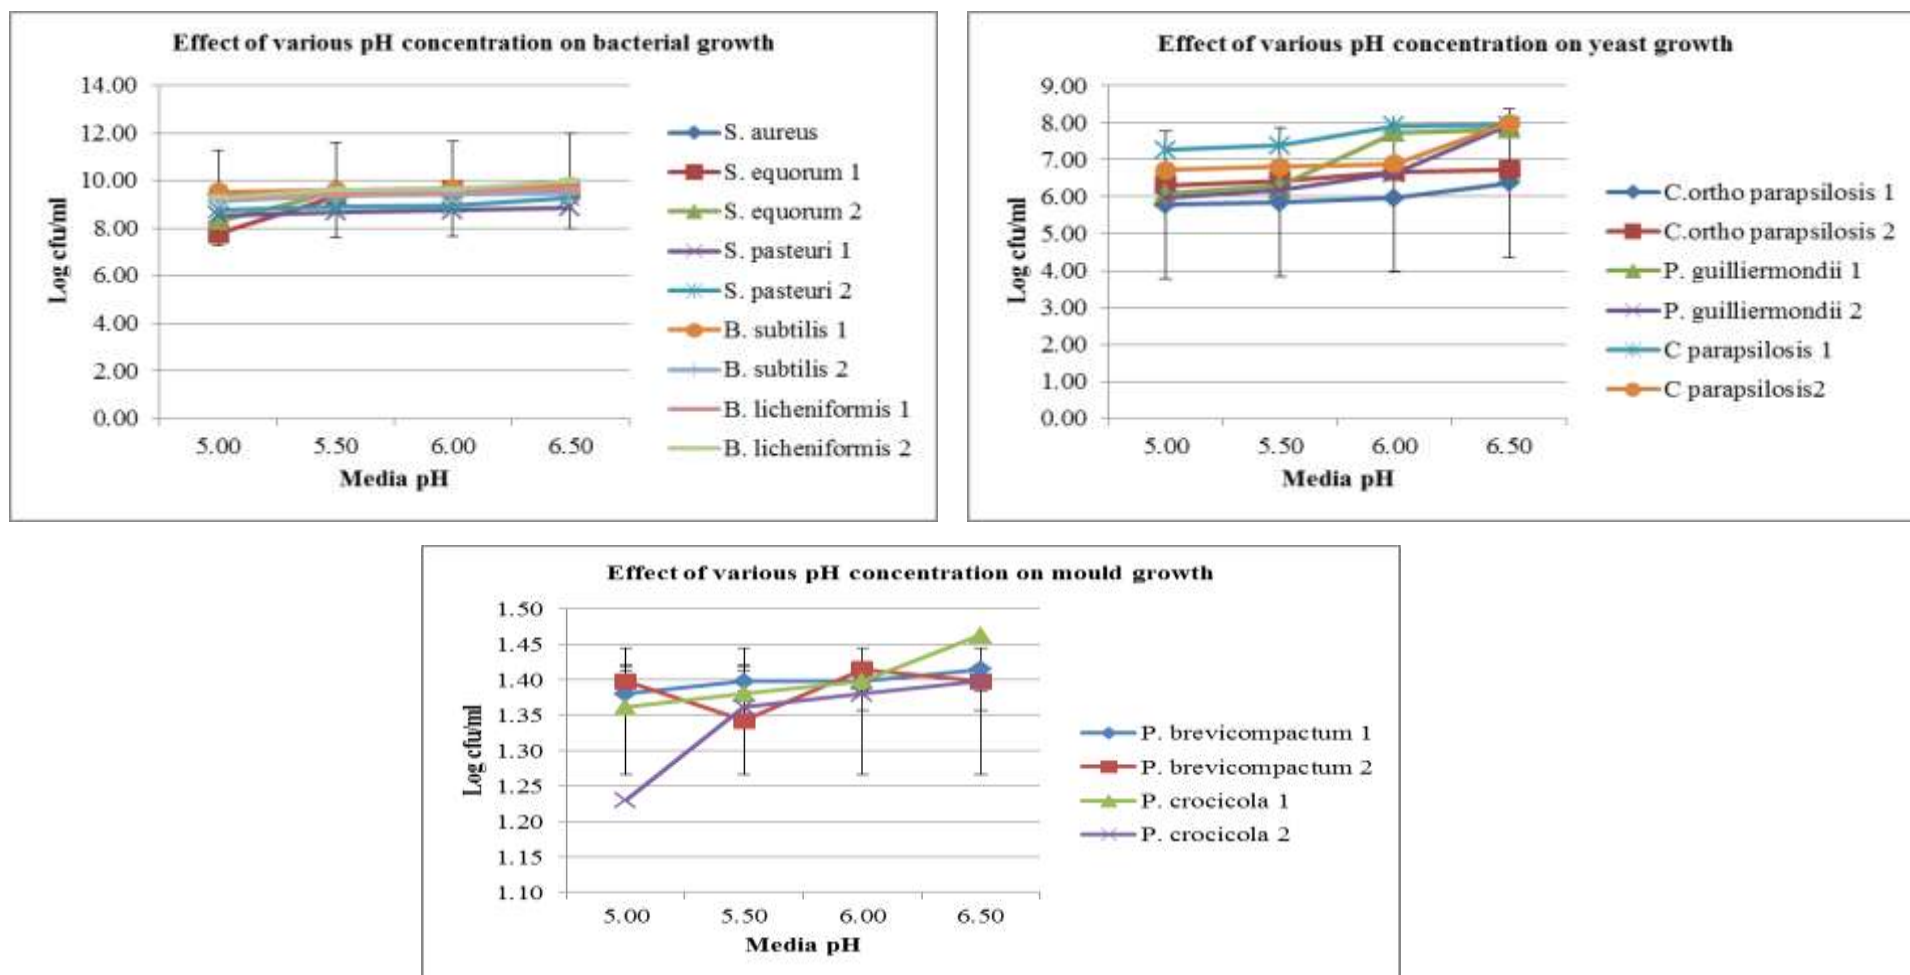 Effect of various pH concentration on bacterial growth
14.00
12.00
10.00
8.00
6.00
4.00
2.00
0.00
Log cfu/ml
5.00 5.50 6.00 6.50
Media pH
S. aureus
S. equorum 1
S. equorum 2
S. pasteuri 1
S. pasteuri 2
B. subtilis 1
B. subtilis 2
B. licheniformis 1
B. licheniformis 2
Effect of various pH concentration on yeast growth
9.00
8.00
7.00
6.00
5.00
4.00
3.00
2.00
1.00
0.00
Log cfu/ml
5.00 5.50 6.00 6.50
Media pH
C.ortho parapsilosis 1
C.ortho parapsilosis 2
P. guilliermondii 1
P. guilliermondii 2
C parapsilosis 1
C parapsilosis2
Effect of various pH concentration on mould growth
1.50
1.45
1.40
1.35
1.30
1.25
1.20
1.15
1.10
Log cfu/ml
5.00 5.50 6.00 6.50
Media pH
P. brevicompactum 1
P. brevicompactum 2
P. crocicola 1
P. crocicola 2